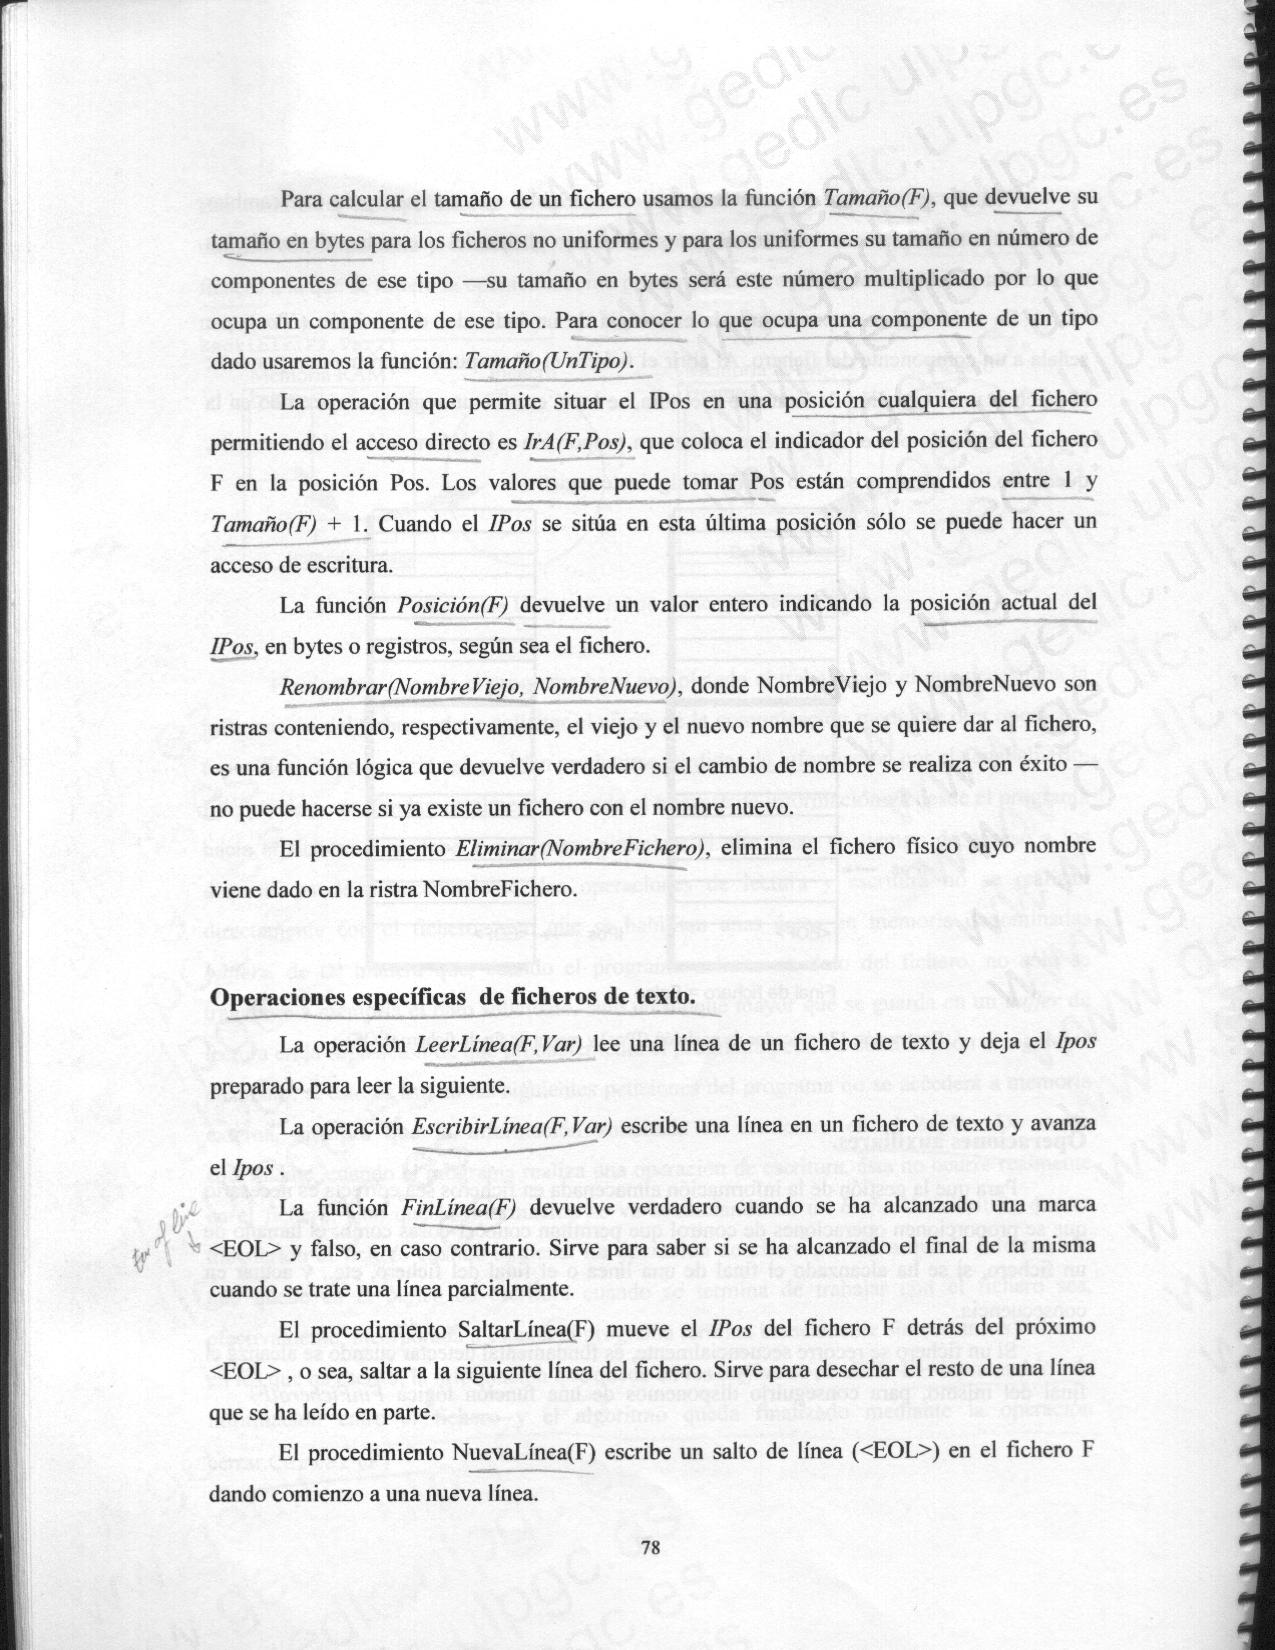 Para calcular el tamaño de un fichero usamos la función Tamaño(F), que devuelve su
tamaño en bytes para los ficheros no uniformes y para los uniformes su tamaño en número de
componentes de ese tipo —su tamaño en bytes será este número multiplicado por lo que
ocupa un componente de ese tipo. Para conocer lo que ocupa una componente de un tipo
dado usaremos la función: Tamaño(UnTipo).
La operación que permite situar el IPos en una posición cualquiera del fichero
permitiendo el acceso directo es IrA(F,Pos), que coloca el indicador del posición del fichero
F en la posición Pos. Los valores que puede tomar Pos están comprendidos entre 1 y
Tamaño(F) + 1. Cuando el IPos se sitúa en esta última posición sólo se puede hacer un
acceso de escritura.
La función Posición(F) devuelve un valor entero indicando la posición actual del
IPos, en bytes o registros, según sea el fichero.
Renombrar(NombreViejo, NombreNuevo), donde NombreViejo y NombreNuevo son
ristras conteniendo, respectivamente, el viejo y el nuevo nombre que se quiere dar al fichero,
es una función lógica que devuelve verdadero si el cambio de nombre se realiza con éxito —
no puede hacerse si ya existe un fichero con el nombre nuevo.
El procedimiento Eliminar(NombreFichero), elimina el fichero físico cuyo nombre
viene dado en la ristra NombreFichero.
Operaciones específicas de ficheros de texto.
La operación LeerLínea(F,Var) lee una línea de un fichero de texto y deja el Ipos
preparado para leer la siguiente.
La operación EscribirLínea(F,Var) escribe una línea en un fichero de texto y avanza
el Ipos .
La función FinLínea(F) devuelve verdadero cuando se ha alcanzado una marca
of line
<EOL> y falso, en caso contrario. Sirve para saber si se ha alcanzado el final de la misma
cuando se trate una línea parcialmente.
El procedimiento SaltarLínea(F) mueve el IPos del fichero F detrás del próximo
<EOL> , o sea, saltar a la siguiente línea del fichero. Sirve para desechar el resto de una línea
que se ha leído en parte.
El procedimiento NuevaLínea(F) escribe un salto de línea (<EOL>) en el fichero F
dando comienzo a una nueva línea.
78